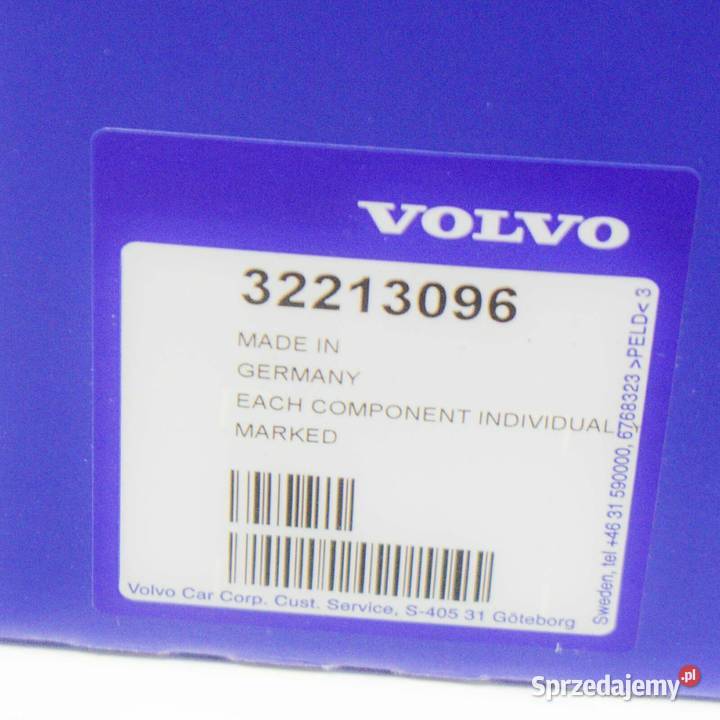 VOLVO
32213096
MADE IN
GERMANY
EACH COMPONENT INDIVIDUALLY
MARKED
Volvo Car Corp. Cust. Service, S-405 31 Göteborg
Sweden, tel +46 31 590000, 6768323 >PELD< 3
Sprzedajemy.pl